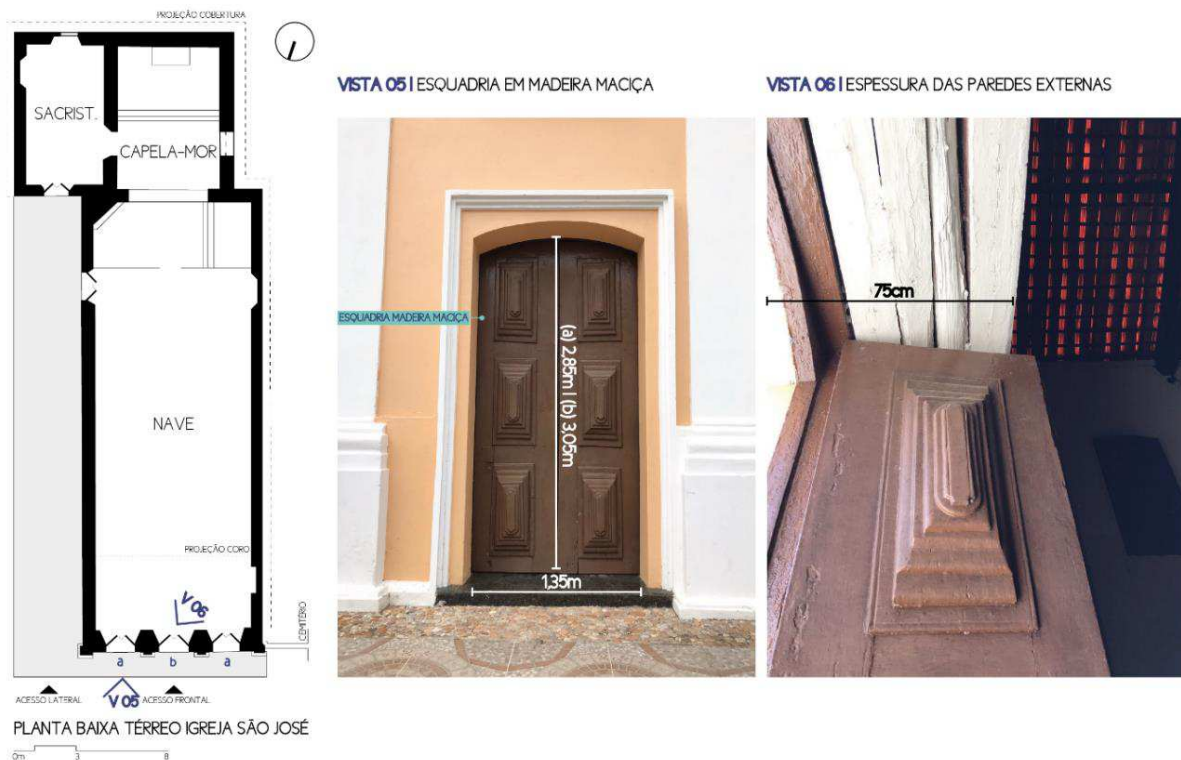 PROJEÇÃO COBERTURA
SACRIST.
CAPELA-MOR
NAVE
PROJEÇÃO CORO
V 06
CEMITÉRIO
a
b
a
ACESSO LATERAL
V 05
ACESSO FRONTAL
PLANTA BAIXA TÉRREO IGREJA SÃO JOSÉ
0m
3
8
VISTA 05 | ESQUADRIA EM MADEIRA MACIÇA
ESQUADRIA MADEIRA MACIÇA
(a) 2,85m | (b) 3,05m
1,35m
VISTA 06 | ESPESSURA DAS PAREDES EXTERNAS
75cm